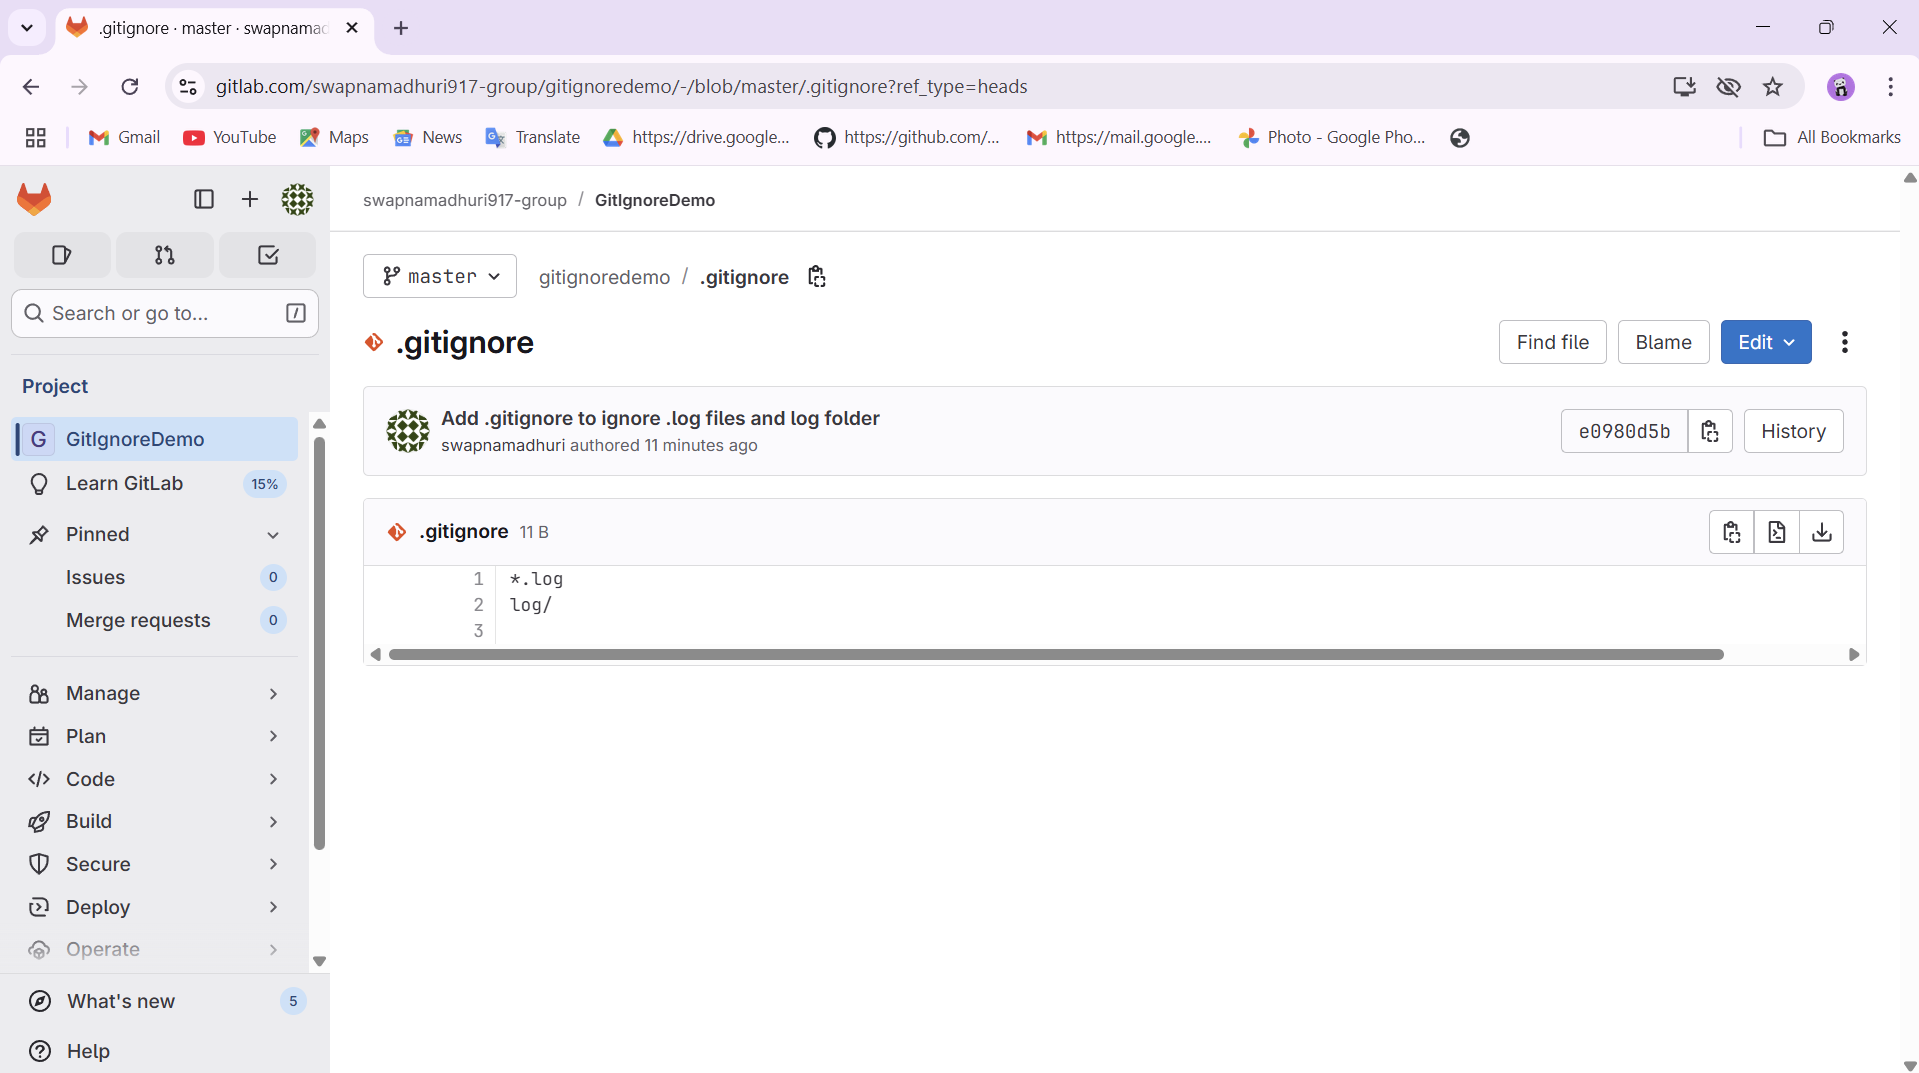 .gitignore · master · swapnamad
gitlab.com/swapnamadhuri917-group/gitignoredemo/-/blob/master/.gitignore?ref_type=heads
Gmail
YouTube
Maps
News
Translate
https://drive.google...
https://github.com/...
https://mail.google....
Photo - Google Pho...
All Bookmarks
swapnamadhuri917-group / GitIgnoreDemo
Search or go to... /
Project
G GitIgnoreDemo
Learn GitLab 15%
Pinned
Issues 0
Merge requests 0
Manage
Plan
Code
Build
Secure
Deploy
Operate
What's new 5
Help
master
gitignoredemo / .gitignore
.gitignore
Find file
Blame
Edit
Add .gitignore to ignore .log files and log folder
swapnamadhuri authored 11 minutes ago
e0980d5b
History
.gitignore 11 B
1 *.log
2 log/
3